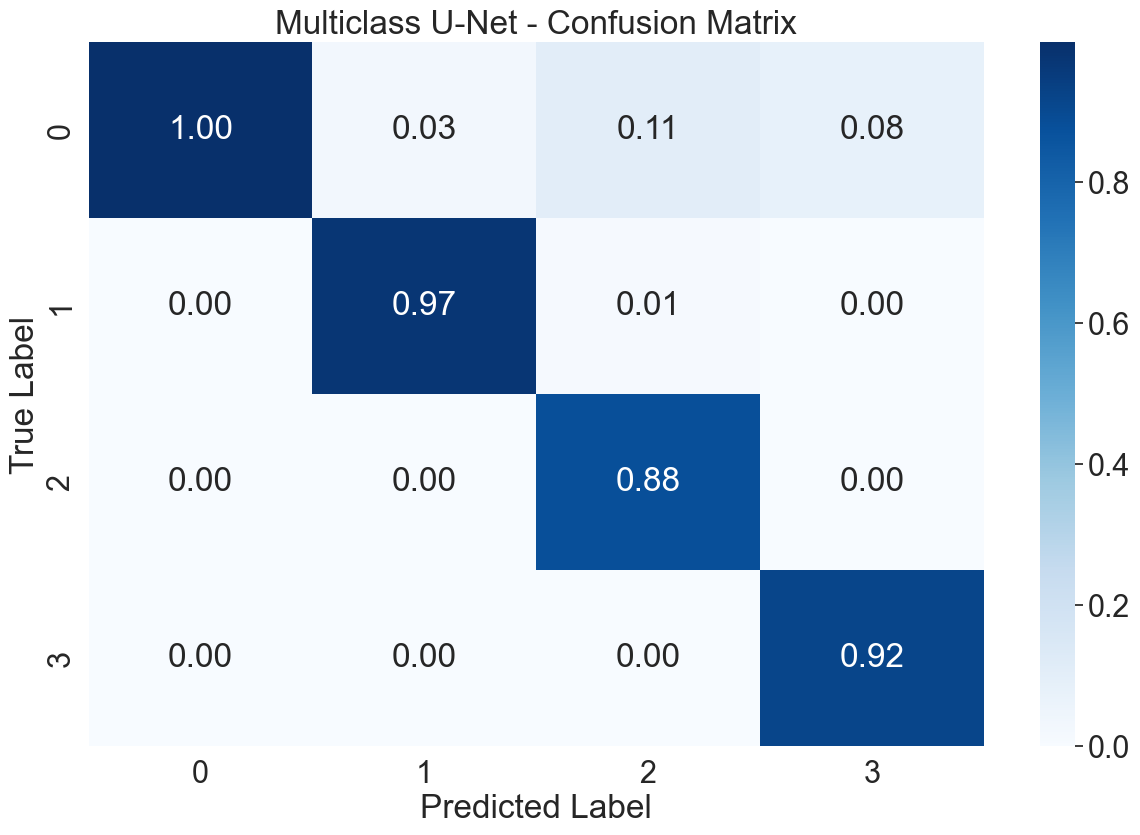 Multiclass U-Net - Confusion Matrix
True Label
0 1.00 0.03 0.11 0.08
1 0.00 0.97 0.01 0.00
2 0.00 0.00 0.88 0.00
3 0.00 0.00 0.00 0.92
0 1 2 3
Predicted Label
0.8
0.6
0.4
0.2
0.0